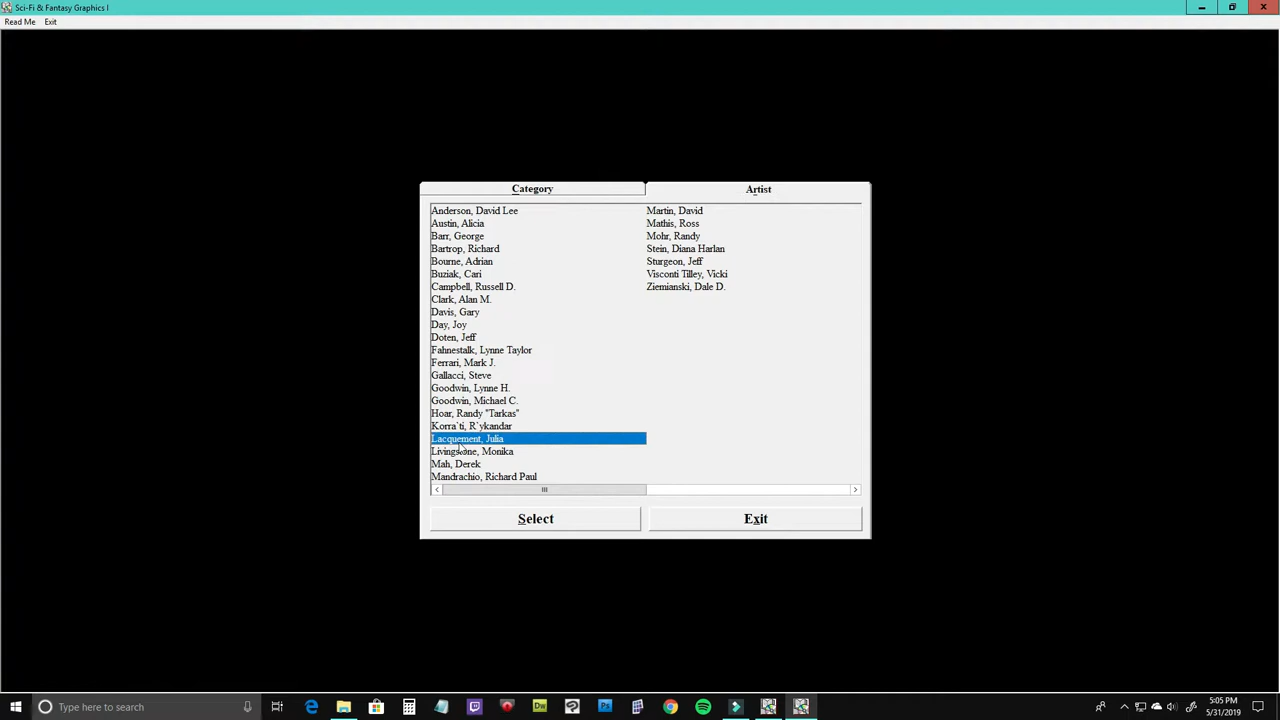 Sci-Fi & Fantasy Graphics I
Read Me Exit
Category Artist
Anderson, David Lee
Austin, Alicia
Barr, George
Bartrop, Richard
Bourne, Adrian
Buziak, Cari
Campbell, Russell D.
Clark, Alan M.
Davis, Gary
Day, Joy
Doten, Jeff
Fahnestalk, Lynne Taylor
Ferrari, Mark J.
Gallacci, Steve
Goodwin, Lynne H.
Goodwin, Michael C.
Hoar, Randy "Tarkas"
Korra`ti, R`ykandar
Lacquement, Julia
Livingstone, Monika
Mah, Derek
Mandrachio, Richard Paul
Martin, David
Mathis, Ross
Mohr, Randy
Stein, Diana Harlan
Sturgeon, Jeff
Visconti Tilley, Vicki
Ziemianski, Dale D.
Select Exit
Type here to search
Dw
Ps
5:05 PM
5/31/2019